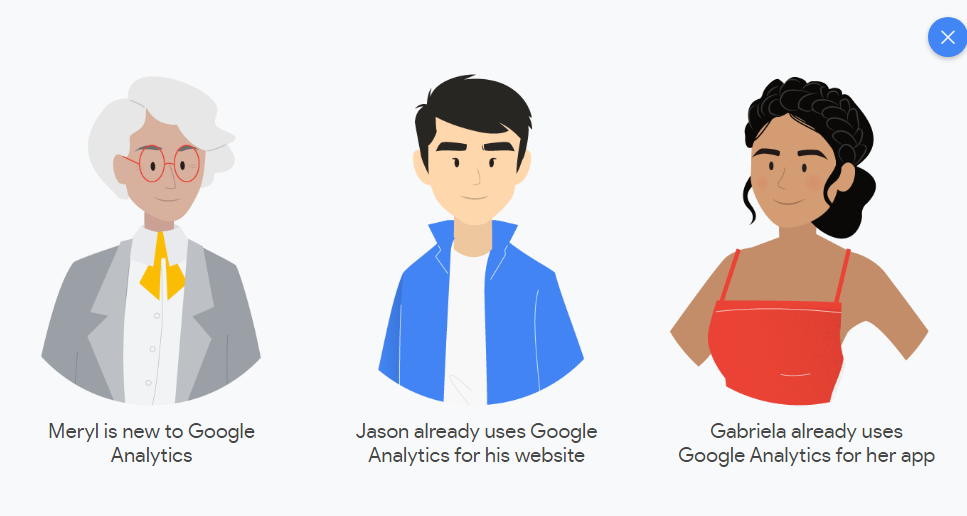 Meryl is new to Google
Analytics
Jason already uses Google
Analytics for his website
Gabriela already uses
Google Analytics for her app